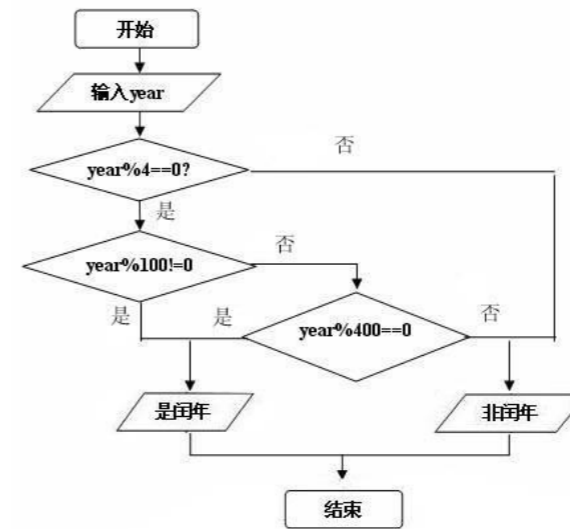 开始
输入year
year%4==0?
否
是
year%100!=0
否
是
是
year%400==0
否
是闰年
非闰年
结束